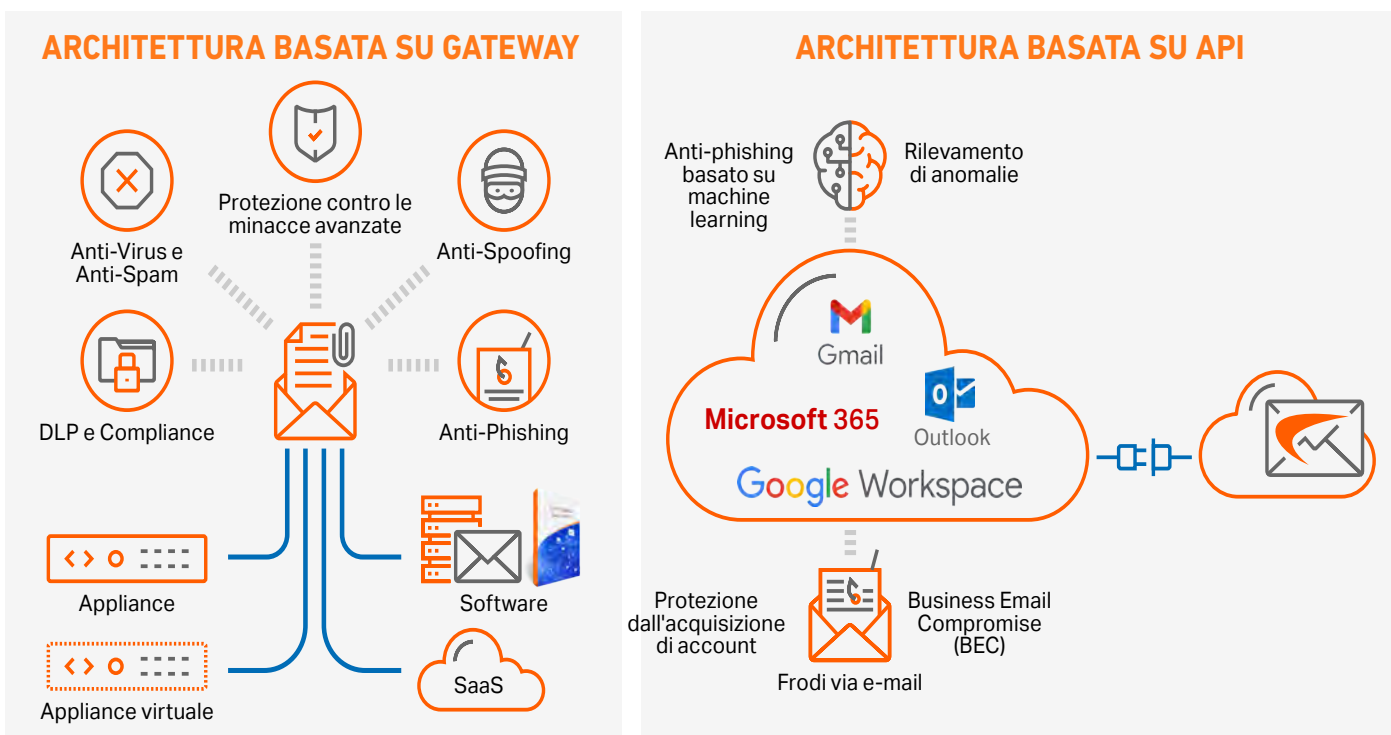 ARCHITETTURA BASATA SU GATEWAY
Protezione contro le
minacce avanzate
Anti-Virus e
Anti-Spam
Anti-Spoofing
DLP e Compliance
Anti-Phishing
Appliance
Software
Appliance virtuale
SaaS
ARCHITETTURA BASATA SU API
Anti-phishing
basato su
machine
learning
Rilevamento
di anomalie
Gmail
Microsoft 365
Outlook
Google Workspace
Protezione
dall'acquisizione
di account
Business Email
Compromise
(BEC)
Frodi via e-mail